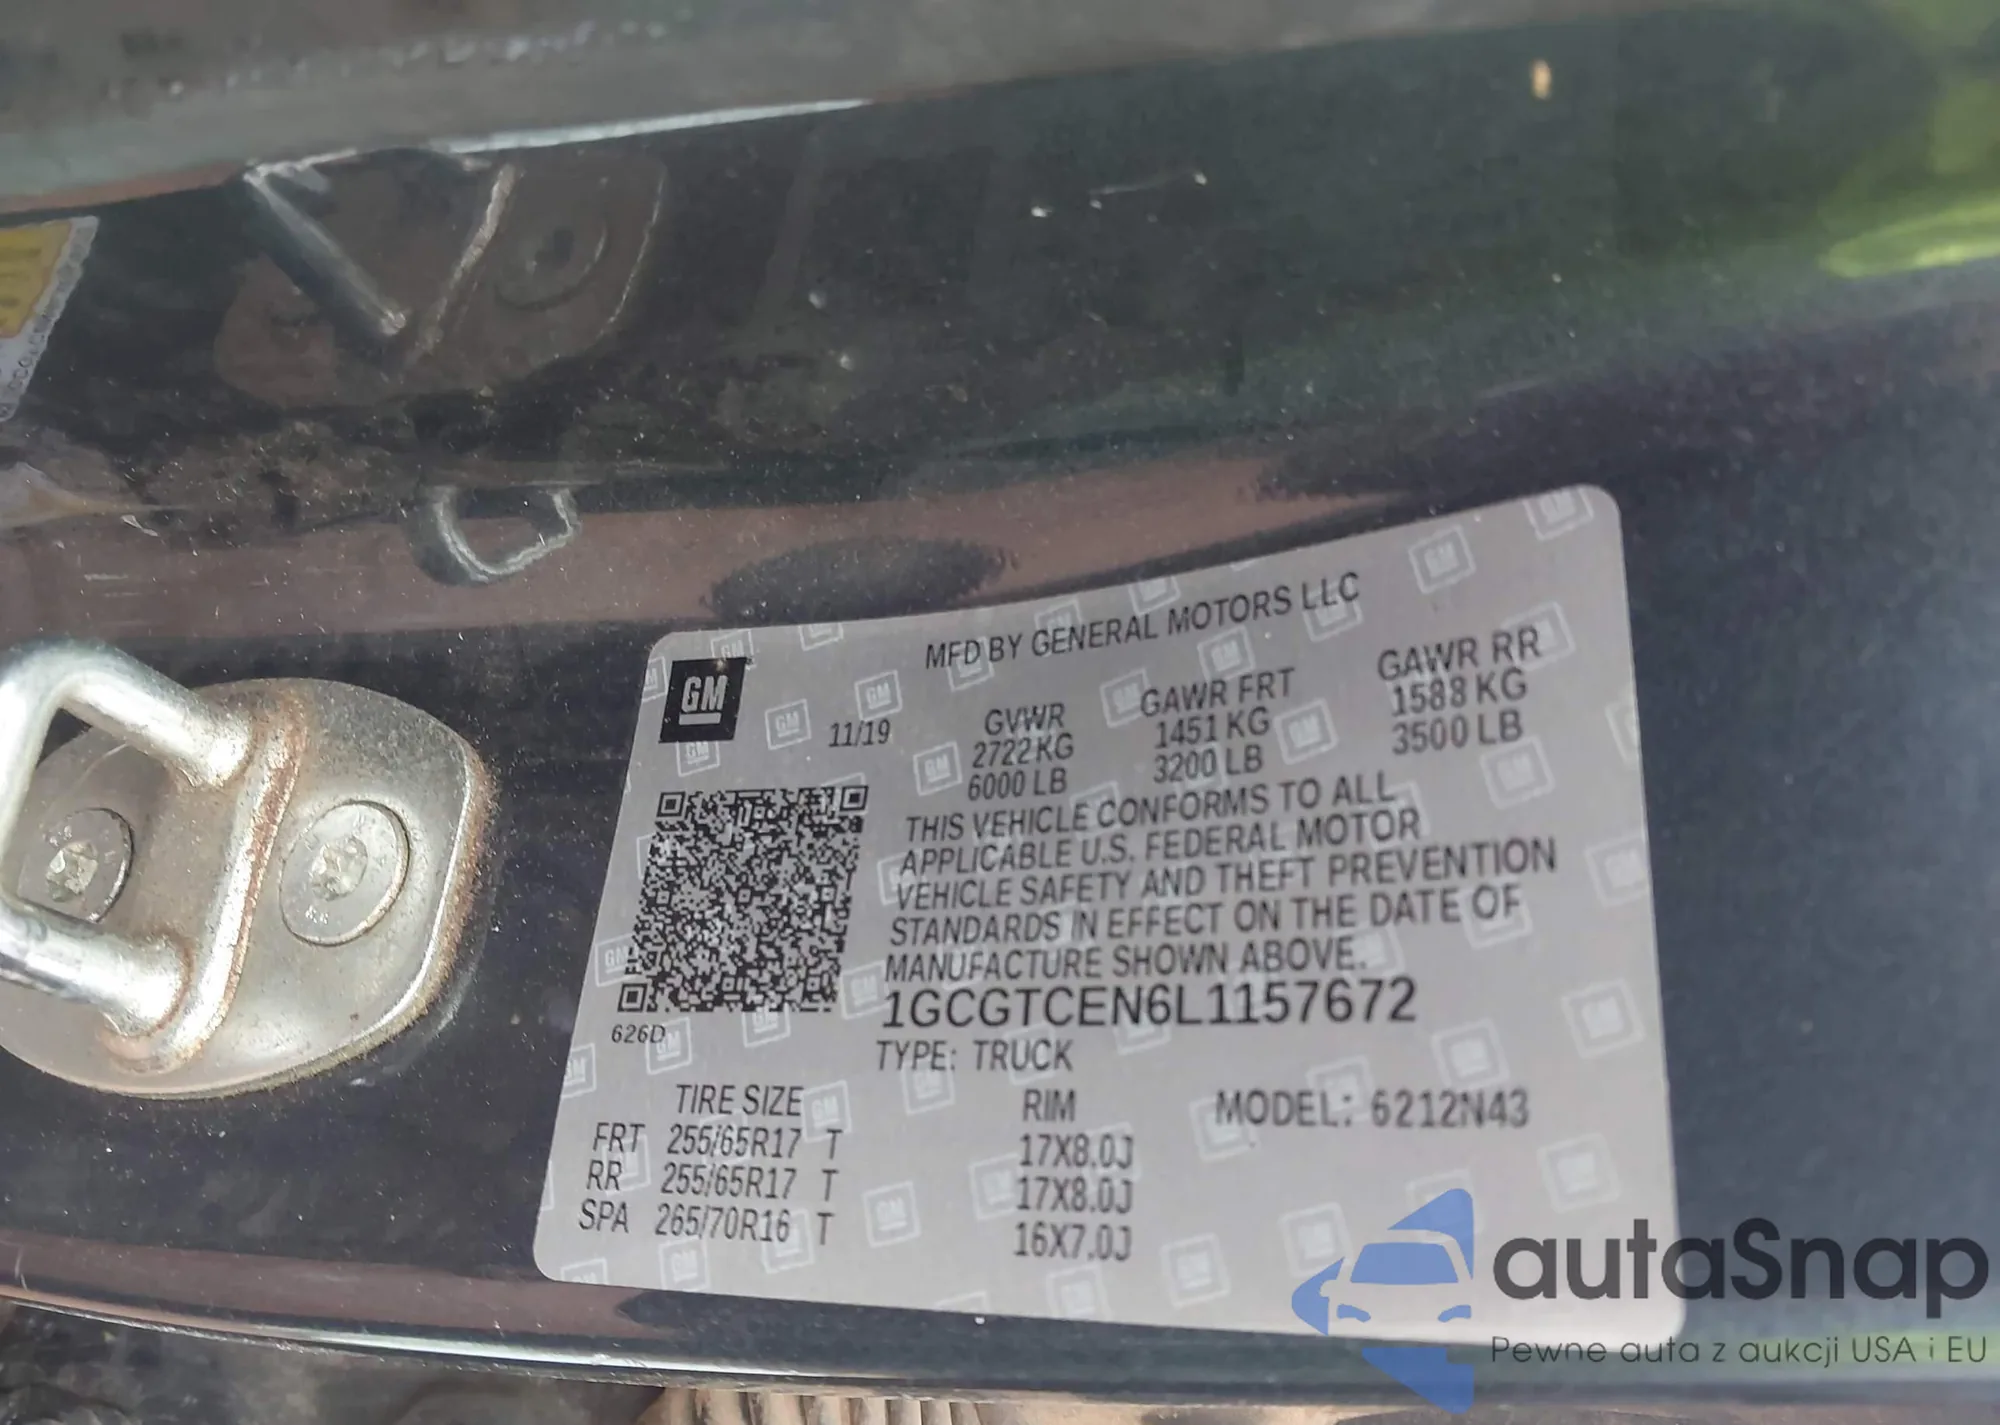 MFD BY GENERAL MOTORS LLC
GM
11/19
GVWR GAWR FRT GAWR RR
2722KG 1451 KG 1588 KG
6000 LB 3200 LB 3500 LB
THIS VEHICLE CONFORMS TO ALL
APPLICABLE U.S. FEDERAL MOTOR
VEHICLE SAFETY AND THEFT PREVENTION
STANDARDS IN EFFECT ON THE DATE OF
MANUFACTURE SHOWN ABOVE.
1GCGTCEN6L1157672
626D
TYPE: TRUCK
TIRE SIZE RIM MODEL: 6212N43
FRT 255/65R17 T 17X8.0J
RR 255/65R17 T 17X8.0J
SPA 265/70R16 T 16X7.0J
autaSnap
Pewne auta z aukcji USA i EU